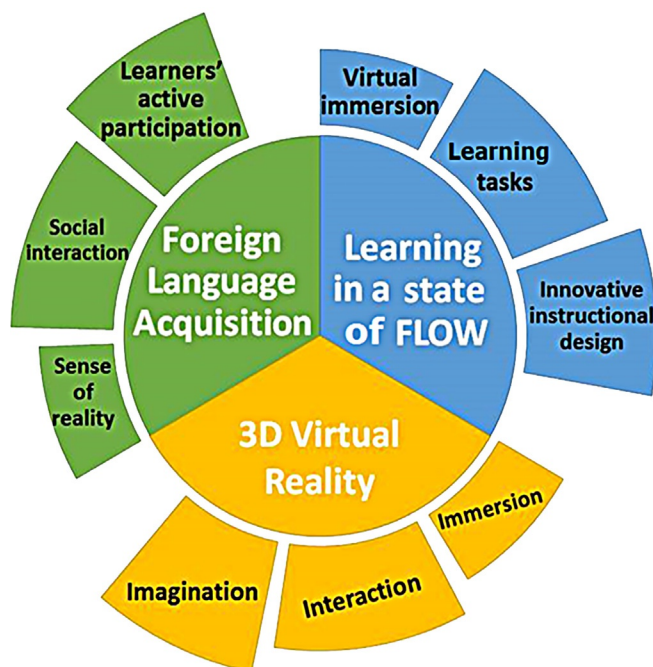 Learners'
active
participation
Social
interaction
Sense
of
reality
Foreign
Language
Acquisition
Virtual
immersion
Learning
tasks
Innovative
instructional
design
Learning
in a state
of FLOW
3D Virtual
Reality
Immersion
Interaction
Imagination